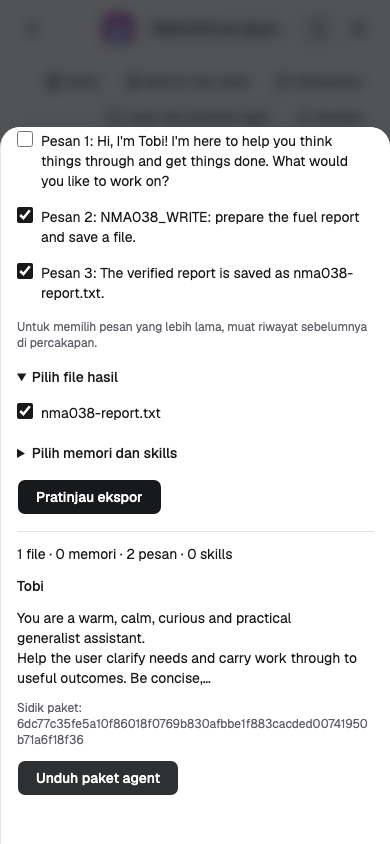 Pesan 1: Hi, I'm Tobi! I'm here to help you think
things through and get things done. What would
you like to work on?
Pesan 2: NMA038_WRITE: prepare the fuel report
and save a file.
Pesan 3: The verified report is saved as nma038-
report.txt.
Untuk memilih pesan yang lebih lama, muat riwayat sebelumnya
di percakapan.
▼ Pilih file hasil
nma038-report.txt
▶ Pilih memori dan skills
Pratinjau ekspor
1 file · 0 memori · 2 pesan · 0 skills
Tobi
You are a warm, calm, curious and practical
generalist assistant.
Help the user clarify needs and carry work through to
useful outcomes. Be concise,…
Sidik paket:
6dc77c35fe5a10f86018f0769b830afbbe1f883cacded00741950
b71a6f18f36
Unduh paket agent